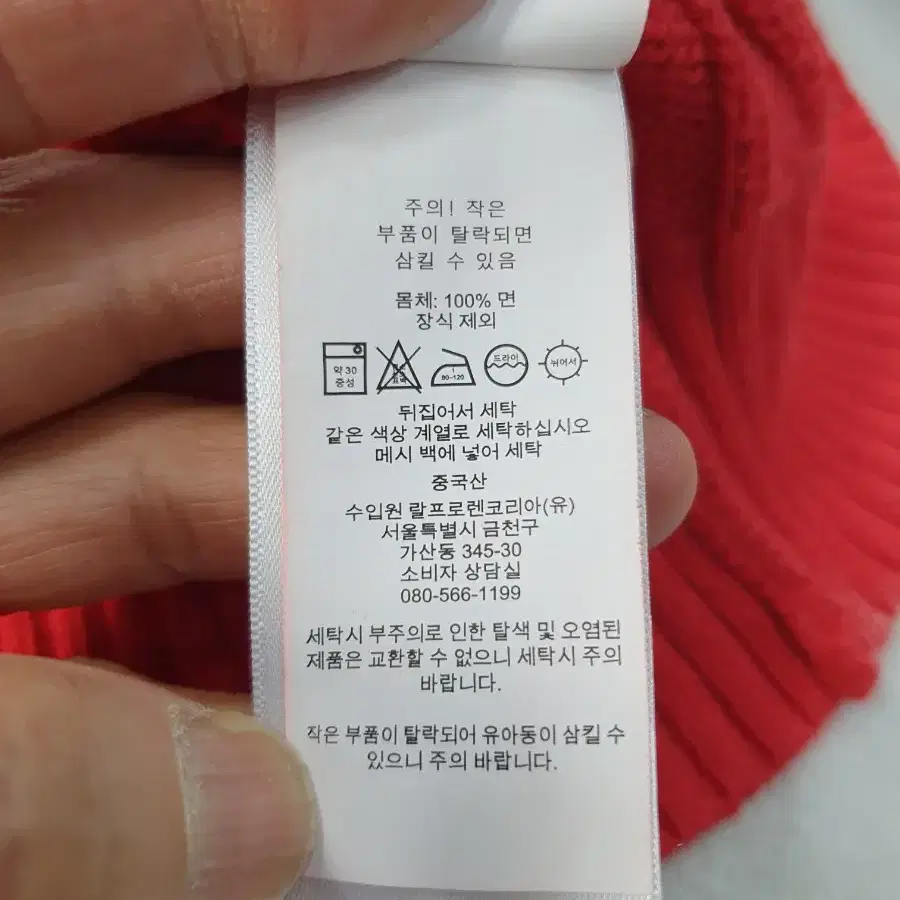 주의! 작은
부품이 탈락되면
삼킬 수 있음
몸체: 100% 면
장식 제외
약 30
중성
표백
1
80-120
드라이
뉘어서
뒤집어서 세탁
같은 색상 계열로 세탁하십시오
메시 백에 넣어 세탁
중국산
수입원 랄프로렌코리아(유)
서울특별시 금천구
가산동 345-30
소비자 상담실
080-566-1199
세탁시 부주의로 인한 탈색 및 오염된
제품은 교환할 수 없으니 세탁시 주의
바랍니다.
작은 부품이 탈락되어 유아동이 삼킬 수
있으니 주의 바랍니다.